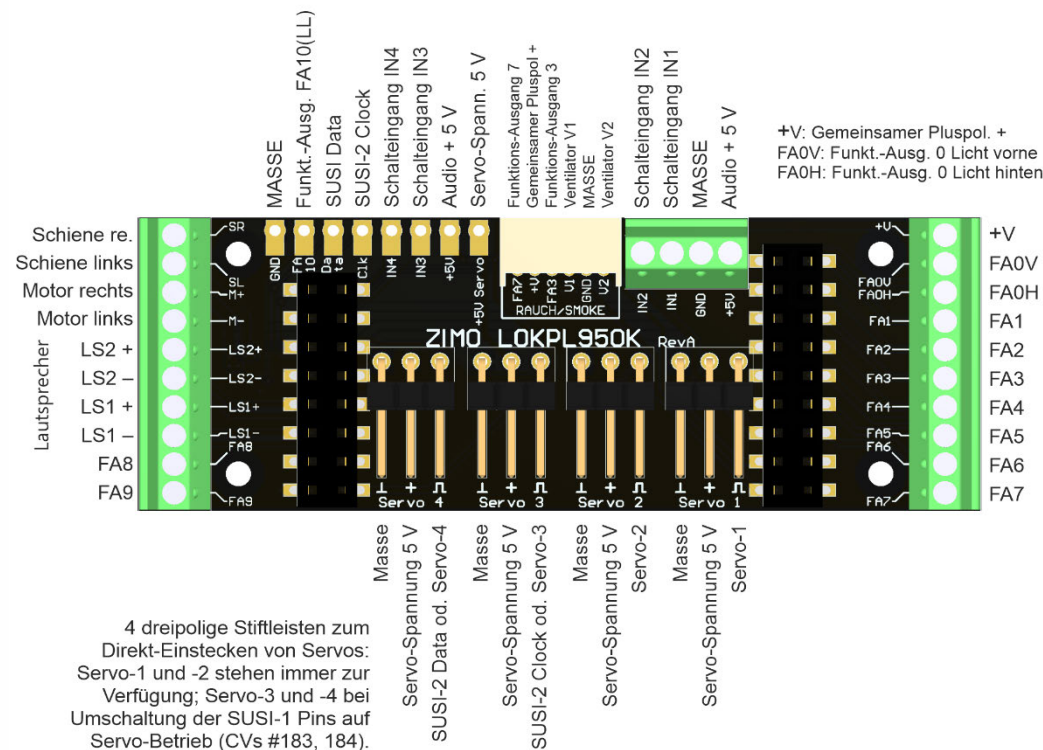 MASSE
Funkt.-Ausg. FA10(LL)
SUSI Data
SUSI-2 Clock
Schalteingang IN4
Schalteingang IN3
Audio + 5 V
Servo-Spann. 5 V
Funktions-Ausgang 7
Gemeinsamer Pluspol +
Funktions-Ausgang 3
Ventilator V1
MASSE
Ventilator V2
Schalteingang IN2
Schalteingang IN1
MASSE
Audio + 5 V
+V: Gemeinsamer Pluspol. +
FA0V: Funkt.-Ausg. 0 Licht vorne
FA0H: Funkt.-Ausg. 0 Licht hinten
Schiene re.
Schiene links
Motor rechts
Motor links
Lautsprecher
LS2 +
LS2 –
LS1 +
LS1 –
FA8
FA9
SR
SL
M+
M-
LS2+
LS2-
LS1+
LS1-
FA8
FA9
GND
FA
10
Da
ta
Clk
IN4
IN3
+5V
+5V Servo
FA7
+V
FA3
V1
GND
V2
RAUCH/SMOKE
IN2
IN1
GND
+5V
ZIMO LOKPL950K RevA
Servo 4
Servo 3
Servo 2
Servo 1
+V
FA0V
FA0H
FA1
FA2
FA3
FA4
FA5
FA6
FA7
+V
FA0V
FA0H
FA1
FA2
FA3
FA4
FA5
FA6
FA7
Masse
Servo-Spannung 5 V
SUSI-2 Data od. Servo-4
Masse
Servo-Spannung 5 V
SUSI-2 Clock od. Servo-3
Masse
Servo-Spannung 5 V
Servo-2
Masse
Servo-Spannung 5 V
Servo-1
4 dreipolige Stiftleisten zum
Direkt-Einstecken von Servos:
Servo-1 und -2 stehen immer zur
Verfügung; Servo-3 und -4 bei
Umschaltung der SUSI-1 Pins auf
Servo-Betrieb (CVs #183, 184).